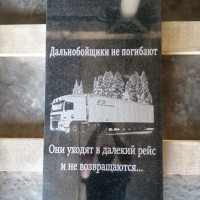 Дальнобойщики не погибают
Они уходят в далекий рейс
и не возвращаются...